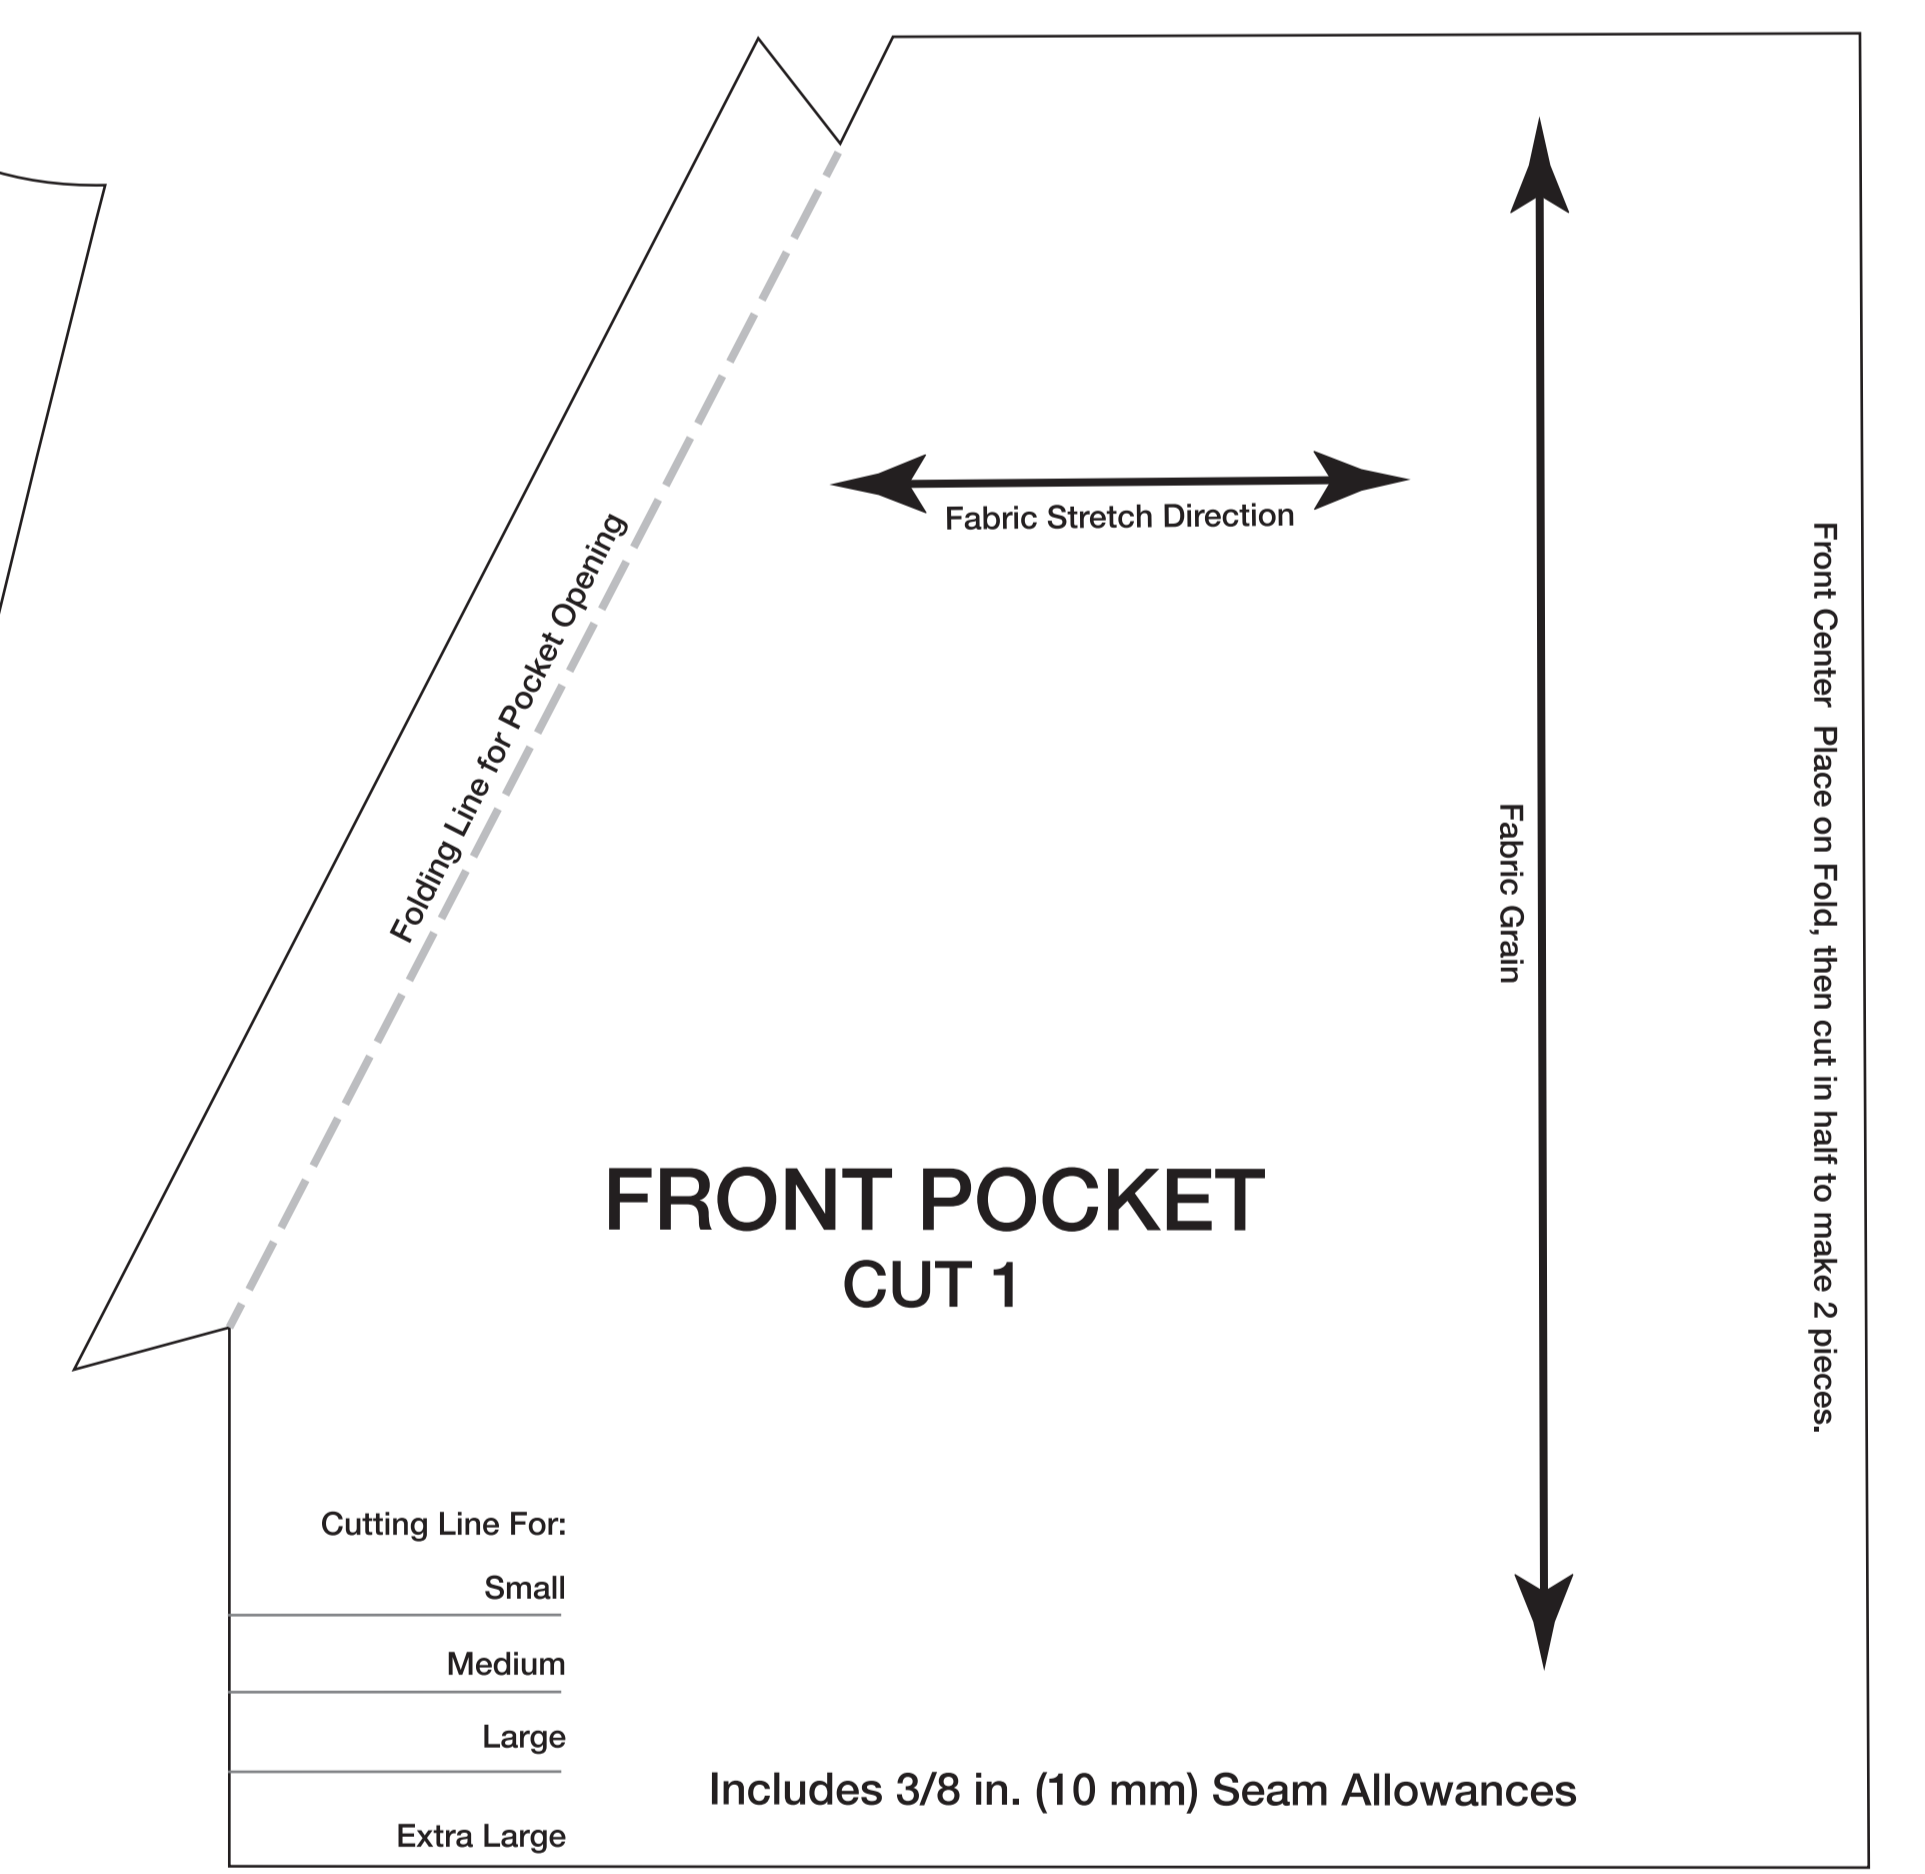 Fabric Stretch Direction
Folding Line for Pocket Opening
Fabric Grain
Front Center  Place on Fold, then cut in half to make 2 pieces.
FRONT POCKET
CUT 1
Cutting Line For:
Small
Medium
Large
Extra Large
Includes 3/8 in. (10 mm) Seam Allowances